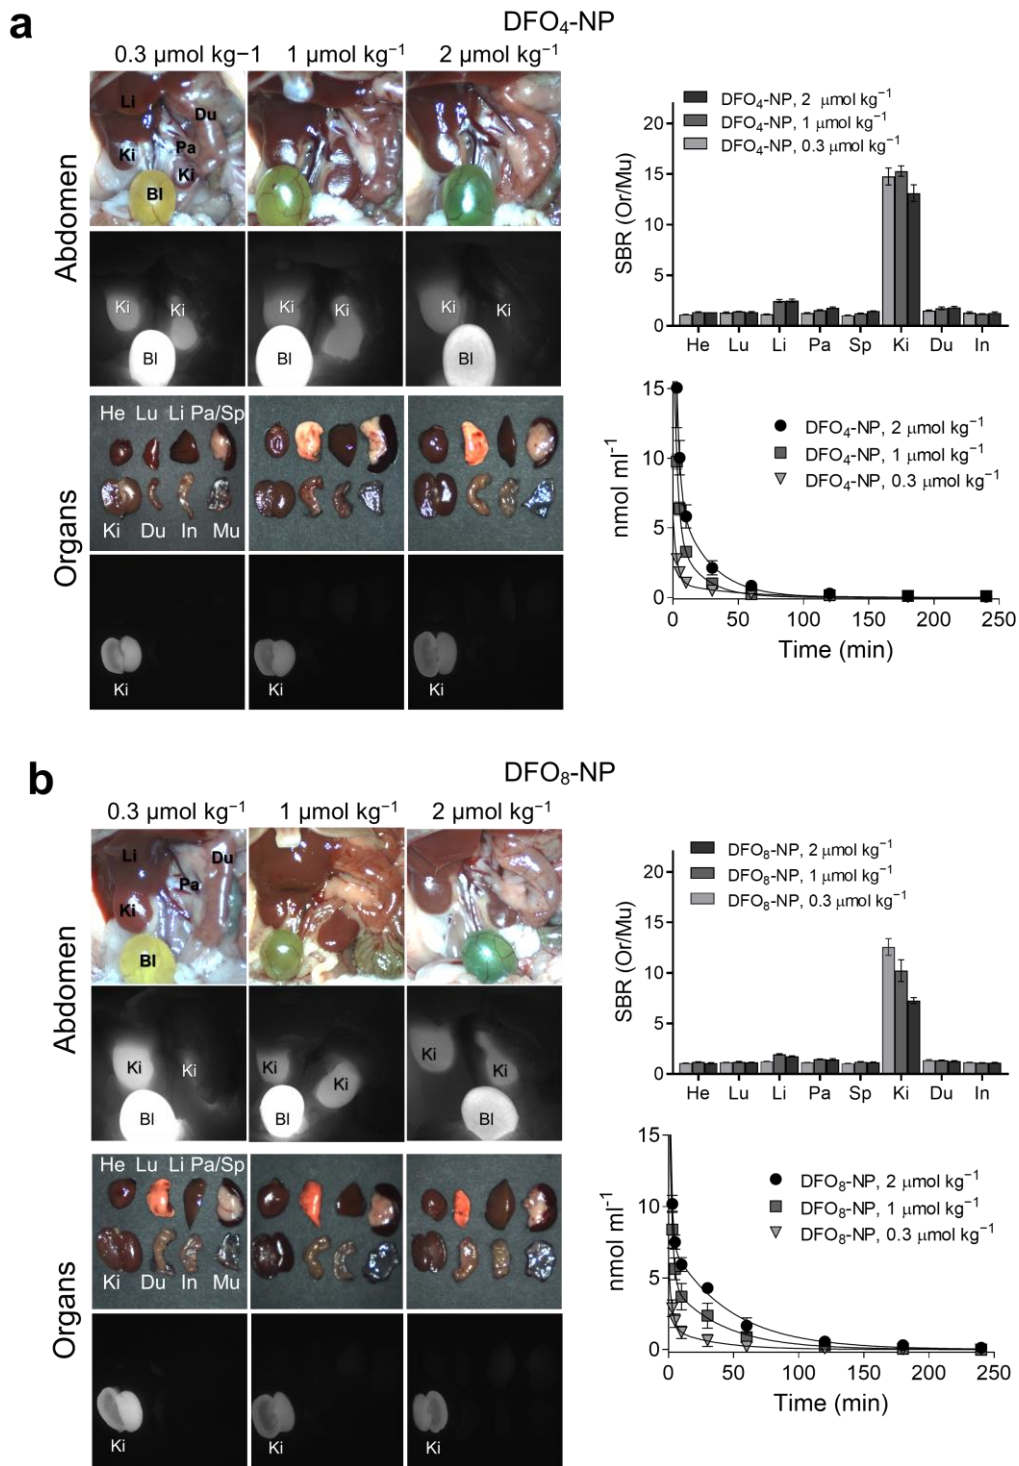 a
DFO₄-NP
0.3 μmol kg−1
1 μmol kg⁻¹
2 μmol kg⁻¹
Abdomen
Li
Du
Ki
Pa
Ki
Bl
Ki
Ki
Bl
Ki
Ki
Bl
Ki
Ki
Bl
Organs
He Lu Li Pa/Sp
Ki Du In Mu
Ki
Ki
Ki
DFO₄-NP, 2 μmol kg⁻¹
DFO₄-NP, 1 μmol kg⁻¹
DFO₄-NP, 0.3 μmol kg⁻¹
SBR (Or/Mu)
20
15
10
5
0
He Lu Li Pa Sp Ki Du In
nmol ml⁻¹
15
10
5
0
DFO₄-NP, 2 μmol kg⁻¹
DFO₄-NP, 1 μmol kg⁻¹
DFO₄-NP, 0.3 μmol kg⁻¹
0 50 100 150 200 250
Time (min)
b
DFO₈-NP
0.3 μmol kg⁻¹
1 μmol kg⁻¹
2 μmol kg⁻¹
Abdomen
Li
Du
Pa
Ki
Bl
Ki
Ki
Bl
Ki
Ki
Bl
Ki
Ki
Bl
Organs
He Lu Li Pa/Sp
Ki Du In Mu
Ki
Ki
Ki
DFO₈-NP, 2 μmol kg⁻¹
DFO₈-NP, 1 μmol kg⁻¹
DFO₈-NP, 0.3 μmol kg⁻¹
SBR (Or/Mu)
20
15
10
5
0
He Lu Li Pa Sp Ki Du In
nmol ml⁻¹
15
10
5
0
DFO₈-NP, 2 μmol kg⁻¹
DFO₈-NP, 1 μmol kg⁻¹
DFO₈-NP, 0.3 μmol kg⁻¹
0 50 100 150 200 250
Time (min)